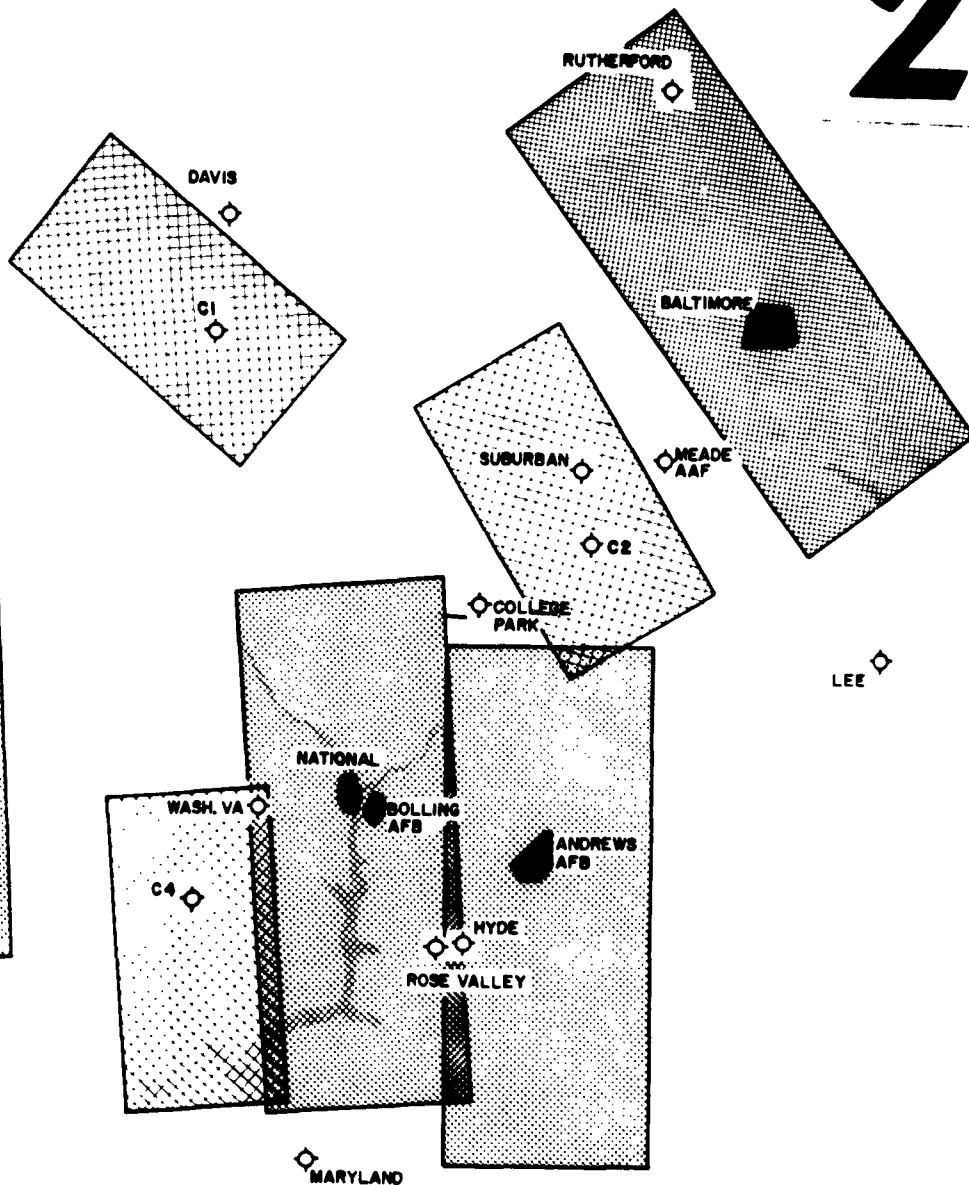 2
RUTHERFORD
DAVIS
C1
BALTIMORE
SUBURBAN
MEADE
AAF
C2
COLLEGE
PARK
LEE
NATIONAL
WASH. VA
BOLLING
AFB
ANDREWS
AFB
C4
HYDE
ROSE VALLEY
MARYLAND